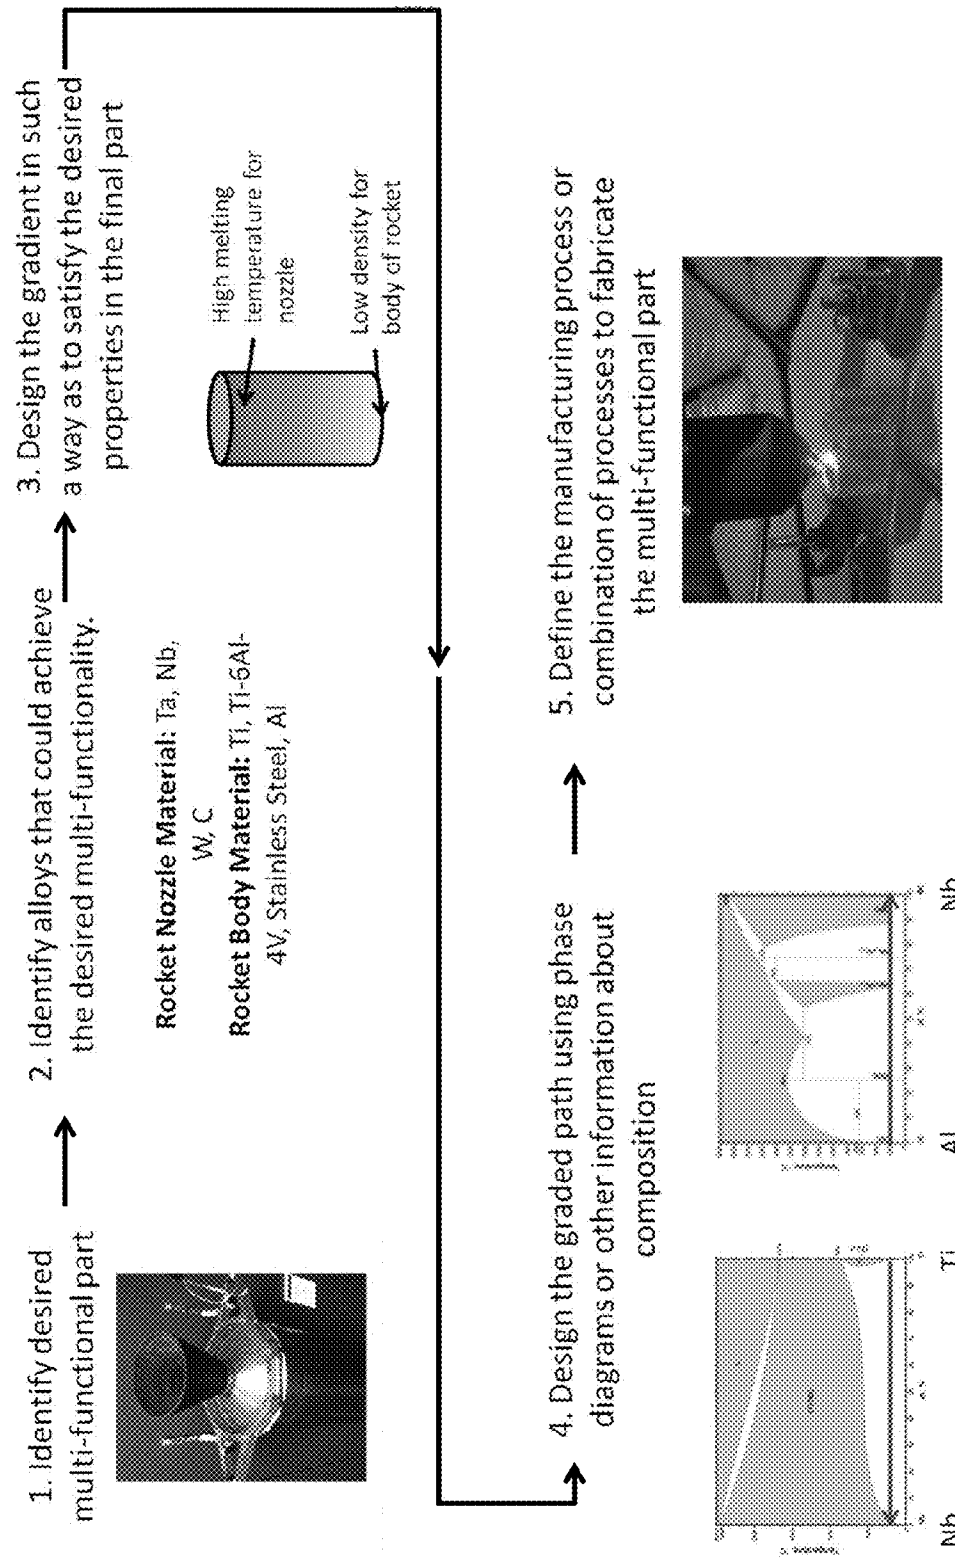 1. Identify desired
multi-functional part
2. Identify alloys that could achieve
the desired multi-functionality.
Rocket Nozzle Material: Ta, Nb,
W, C
Rocket Body Material: Ti, Ti-6Al-
4V, Stainless Steel, Al
3. Design the gradient in such
a way as to satisfy the desired
properties in the final part
High melting
temperature for
nozzle
Low density for
body of rocket
4. Design the graded path using phase
diagrams or other information about
composition
Nb
Ti
Al
Nb
5. Define the manufacturing process or
combination of processes to fabricate
the multi-functional part